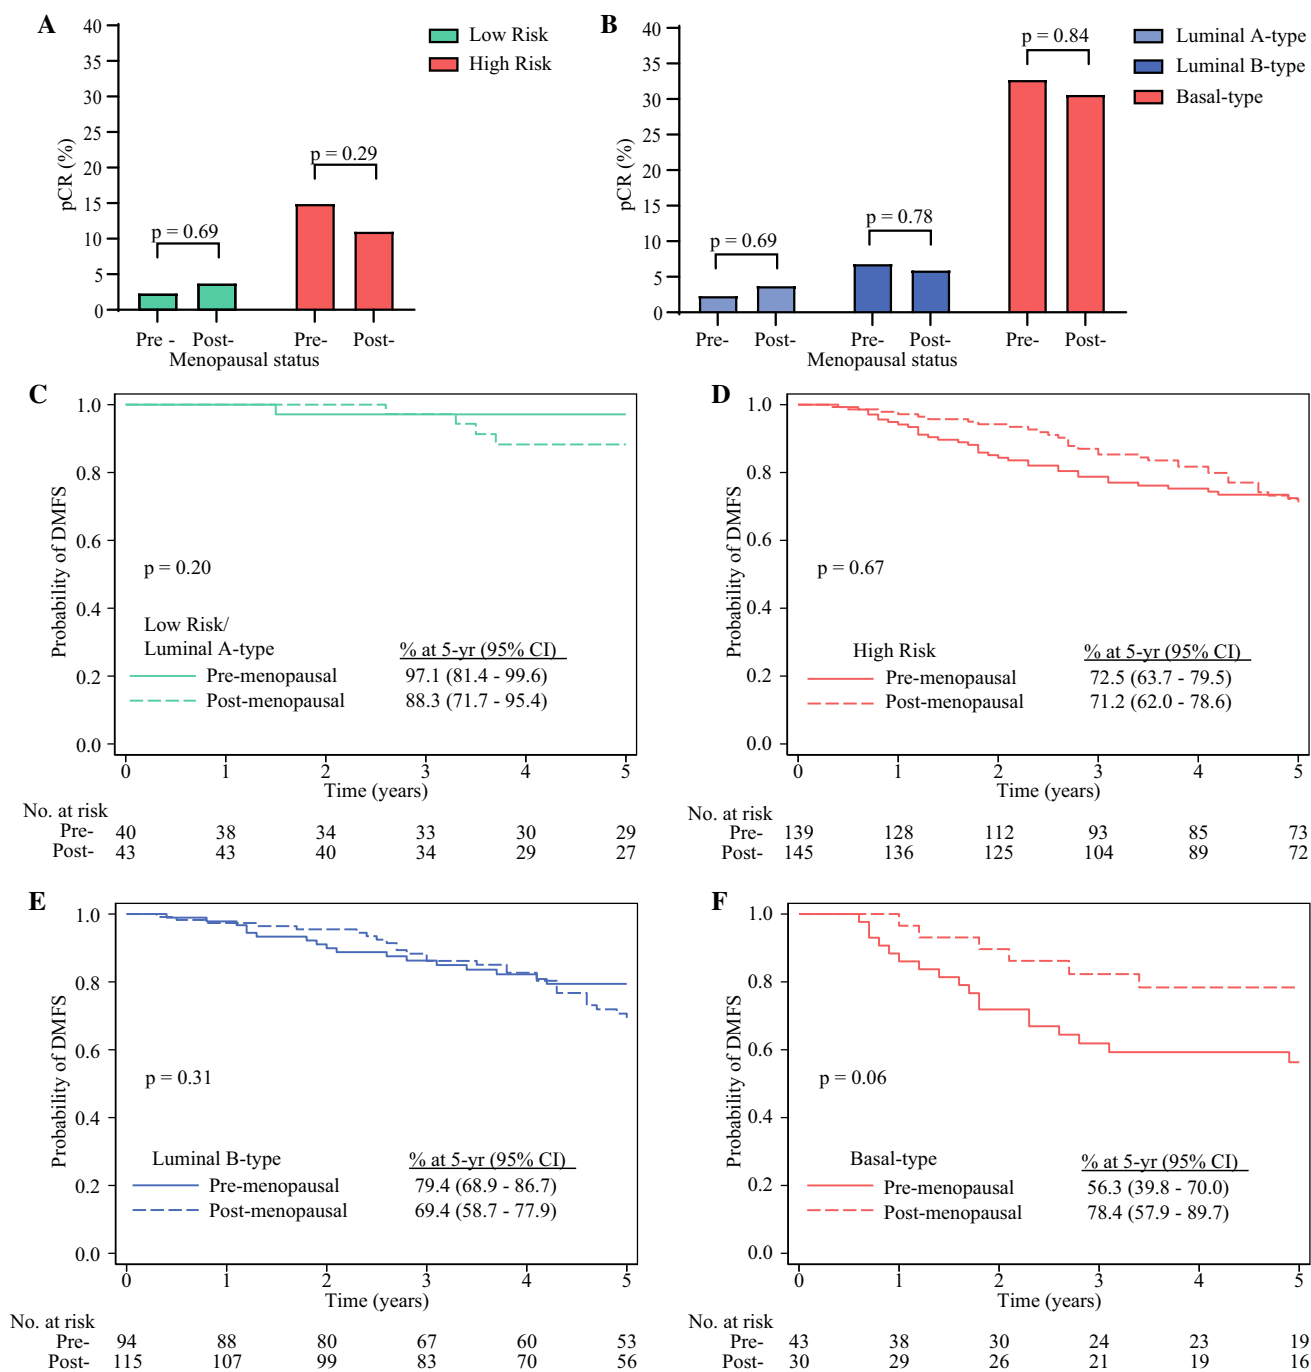 A
40
35
30
25
20
15
10
5
0
pCR (%)
p = 0.69
p = 0.29
Pre -
Post-
Pre-
Post-
Menopausal status
Low Risk
High Risk
B
40
35
30
25
20
15
10
5
0
pCR (%)
p = 0.69
p = 0.78
p = 0.84
Pre-
Post-
Pre-
Post-
Pre-
Post-
Menopausal status
Luminal A-type
Luminal B-type
Basal-type
C
1.0
0.8
0.6
0.4
0.2
0.0
Probability of DMFS
p = 0.20
Low Risk/
Luminal A-type
% at 5-yr (95% CI)
Pre-menopausal 97.1 (81.4 - 99.6)
Post-menopausal 88.3 (71.7 - 95.4)
0 1 2 3 4 5
Time (years)
No. at risk
Pre- 40 38 34 33 30 29
Post- 43 43 40 34 29 27
D
1.0
0.8
0.6
0.4
0.2
0.0
Probability of DMFS
p = 0.67
High Risk % at 5-yr (95% CI)
Pre-menopausal 72.5 (63.7 - 79.5)
Post-menopausal 71.2 (62.0 - 78.6)
0 1 2 3 4 5
Time (years)
No. at risk
Pre- 139 128 112 93 85 73
Post- 145 136 125 104 89 72
E
1.0
0.8
0.6
0.4
0.2
0.0
Probability of DMFS
p = 0.31
Luminal B-type % at 5-yr (95% CI)
Pre-menopausal 79.4 (68.9 - 86.7)
Post-menopausal 69.4 (58.7 - 77.9)
0 1 2 3 4 5
Time (years)
No. at risk
Pre- 94 88 80 67 60 53
Post- 115 107 99 83 70 56
F
1.0
0.8
0.6
0.4
0.2
0.0
Probability of DMFS
p = 0.06
Basal-type % at 5-yr (95% CI)
Pre-menopausal 56.3 (39.8 - 70.0)
Post-menopausal 78.4 (57.9 - 89.7)
0 1 2 3 4 5
Time (years)
No. at risk
Pre- 43 38 30 24 23 19
Post- 30 29 26 21 19 16